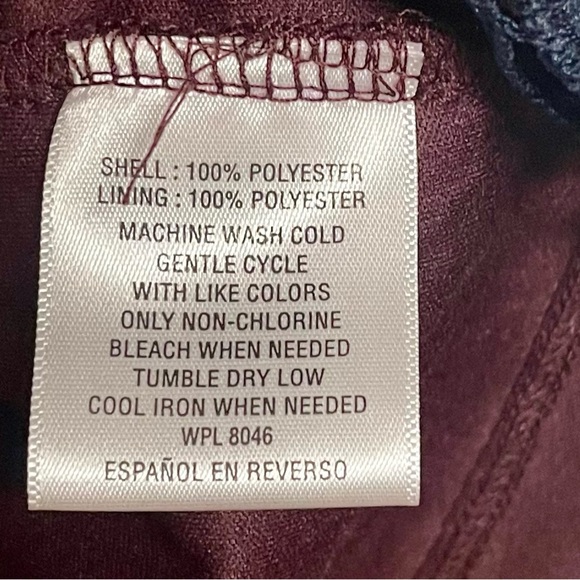 SHELL : 100% POLYESTER
LINING : 100% POLYESTER
MACHINE WASH COLD
GENTLE CYCLE
WITH LIKE COLORS
ONLY NON-CHLORINE
BLEACH WHEN NEEDED
TUMBLE DRY LOW
COOL IRON WHEN NEEDED
WPL 8046
ESPAÑOL EN REVERSO